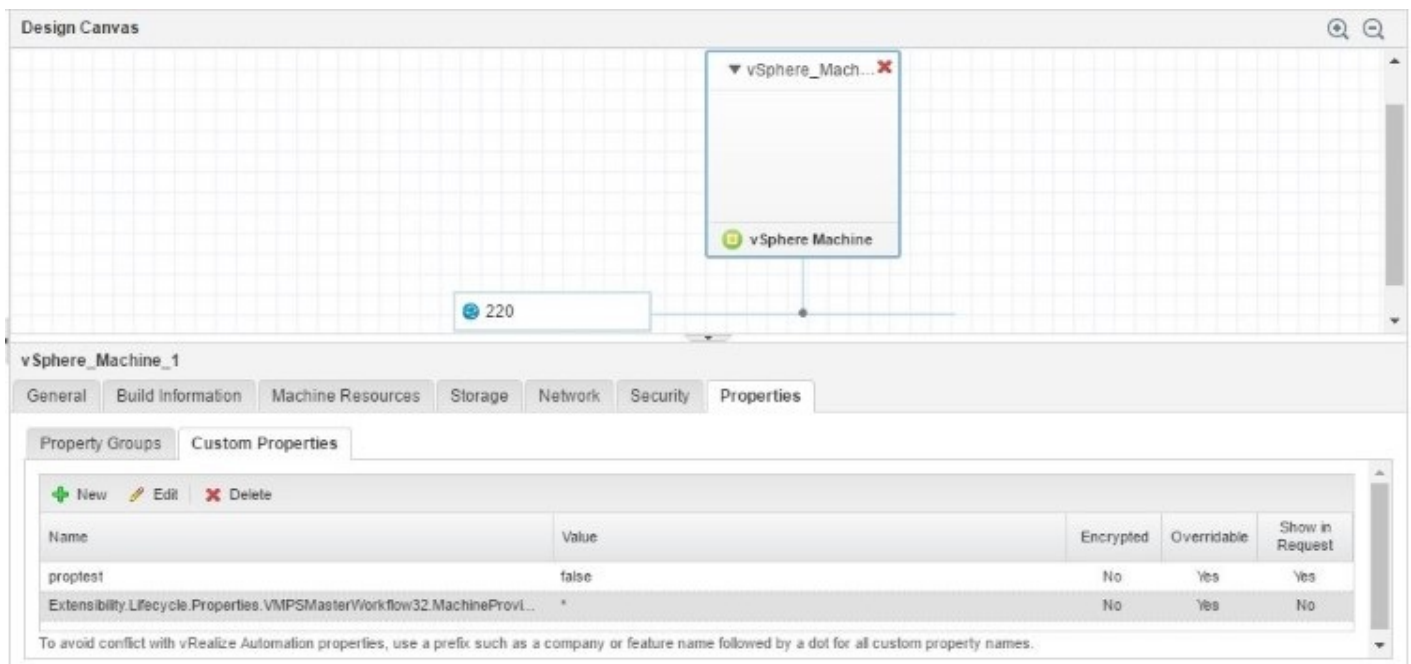 Design Canvas
vSphere_Mach...
vSphere Machine
220
vSphere_Machine_1
General Build Information Machine Resources Storage Network Security Properties
Property Groups Custom Properties
New Edit Delete
Name Value Encrypted Overridable Show in Request
proptest false No Yes Yes
Extensibility.Lifecycle.Properties.VMPSMasterWorkflow32.MachineProvi... * No Yes No
To avoid conflict with vRealize Automation properties, use a prefix such as a company or feature name followed by a dot for all custom property names.